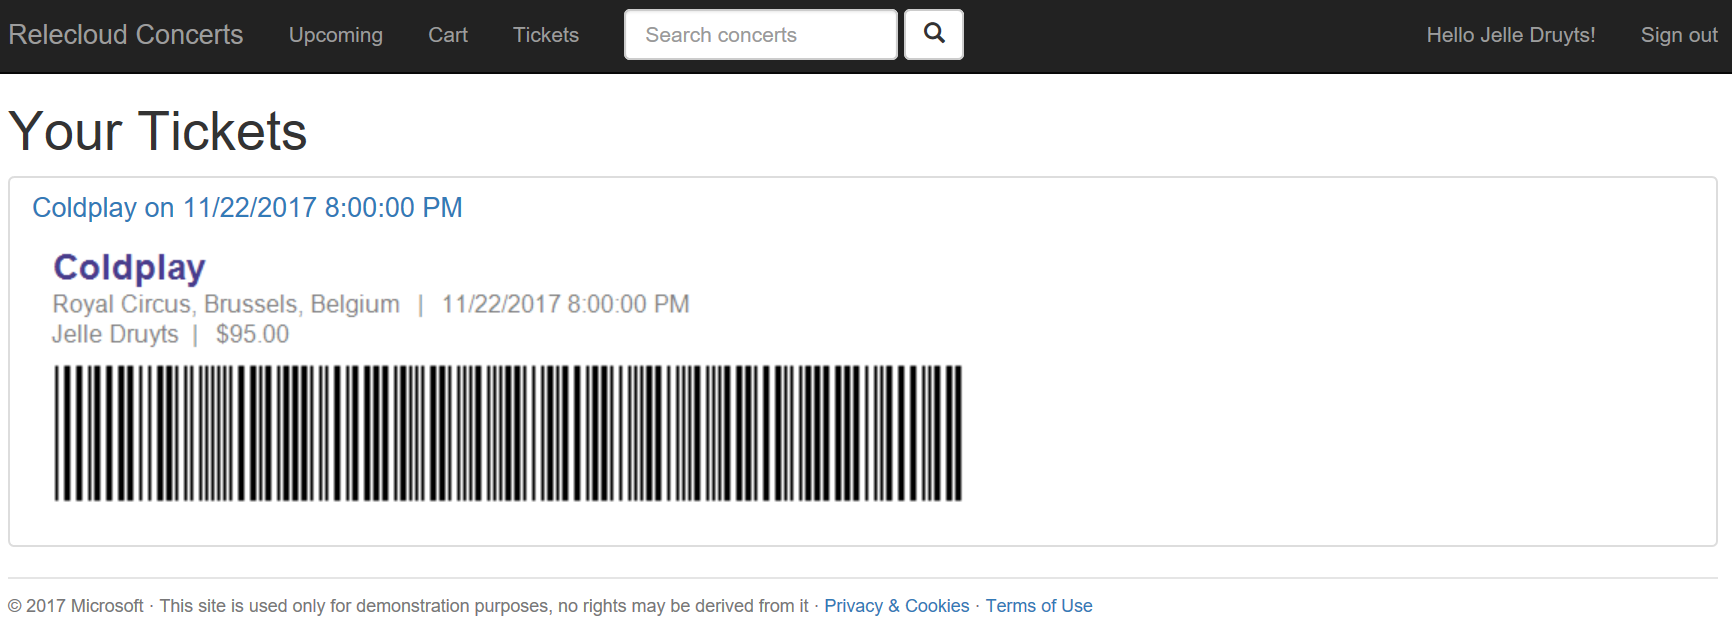 Relecloud Concerts Upcoming Cart Tickets Search concerts Hello Jelle Druyts! Sign out
Your Tickets
Coldplay on 11/22/2017 8:00:00 PM
Coldplay
Royal Circus, Brussels, Belgium | 11/22/2017 8:00:00 PM
Jelle Druyts | $95.00
© 2017 Microsoft · This site is used only for demonstration purposes, no rights may be derived from it · Privacy & Cookies · Terms of Use